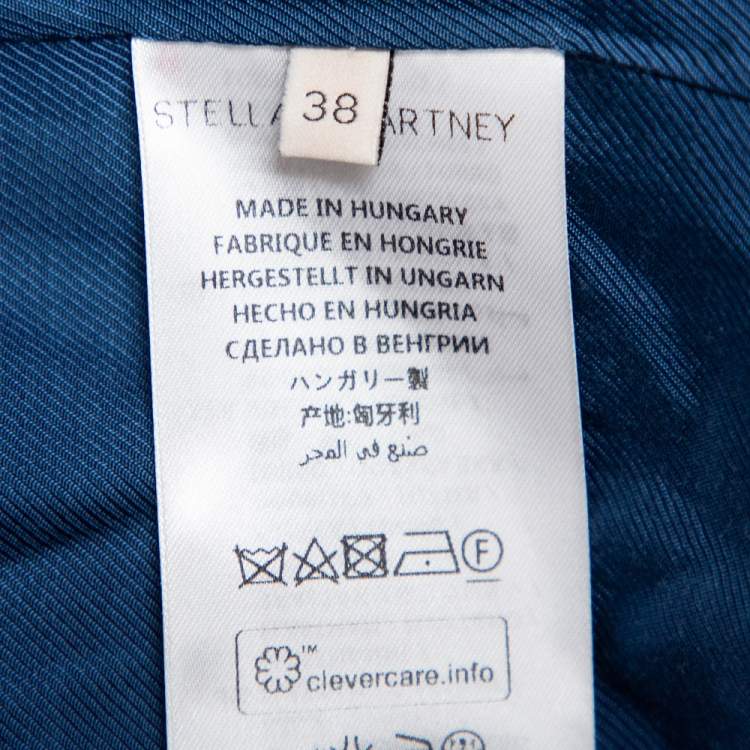 STELLA 38 ARTNEY
MADE IN HUNGARY
FABRIQUE EN HONGRIE
HERGESTELLT IN UNGARN
HECHO EN HUNGRIA
СДЕЛАНО В ВЕНГРИИ
ハンガリー製
产地:匈牙利
صنع في المجر
F
™
clevercare.info